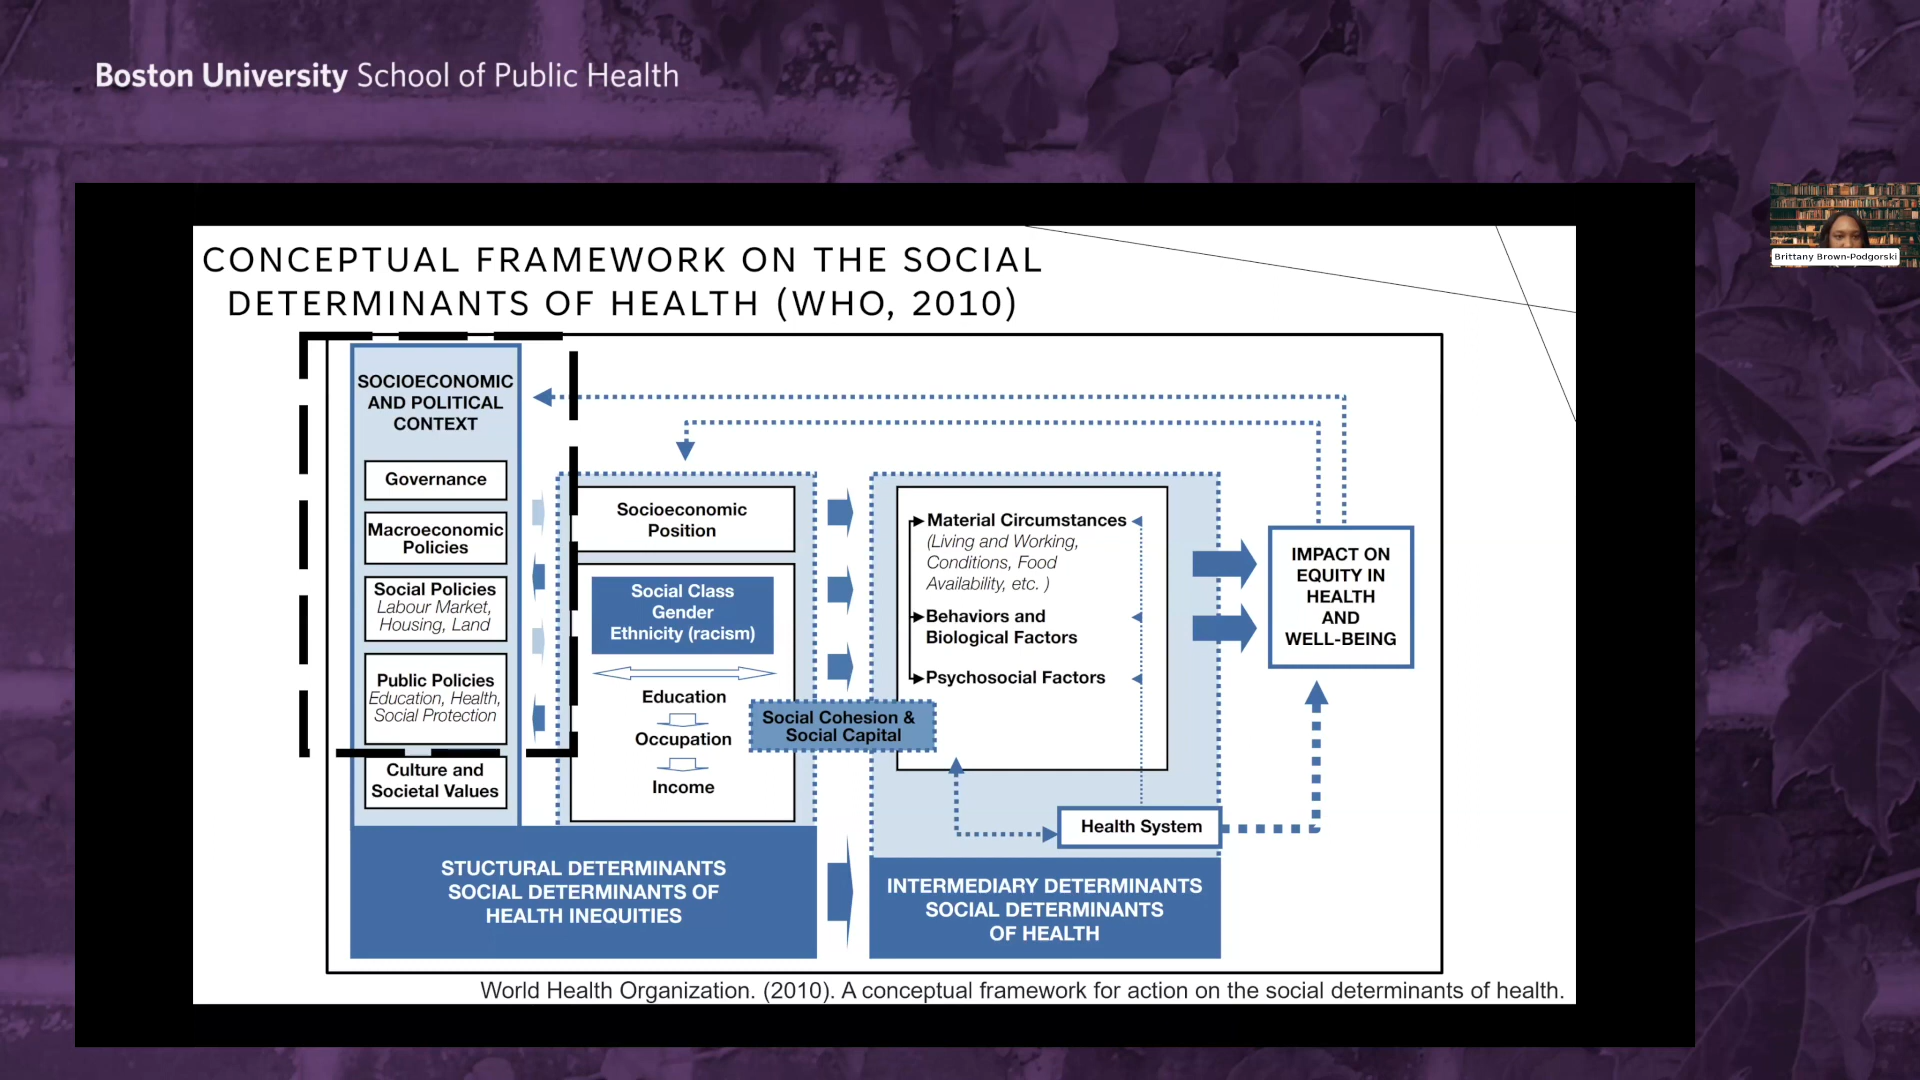 Boston University School of Public Health
Brittany Brown-Podgorski
CONCEPTUAL FRAMEWORK ON THE SOCIAL
DETERMINANTS OF HEALTH (WHO, 2010)
SOCIOECONOMIC
AND POLITICAL
CONTEXT
Governance
Macroeconomic
Policies
Social Policies
Labour Market,
Housing, Land
Public Policies
Education, Health,
Social Protection
Culture and
Societal Values
Socioeconomic
Position
Social Class
Gender
Ethnicity (racism)
Education
Occupation
Income
Social Cohesion &
Social Capital
Material Circumstances
(Living and Working,
Conditions, Food
Availability, etc. )
Behaviors and
Biological Factors
Psychosocial Factors
Health System
IMPACT ON
EQUITY IN
HEALTH
AND
WELL-BEING
STUCTURAL DETERMINANTS
SOCIAL DETERMINANTS OF
HEALTH INEQUITIES
INTERMEDIARY DETERMINANTS
SOCIAL DETERMINANTS
OF HEALTH
World Health Organization. (2010). A conceptual framework for action on the social determinants of health.